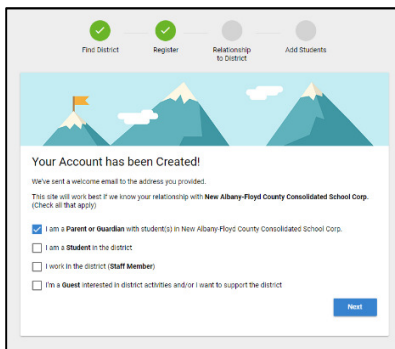 Find District
Register
Relationship
to District
Add Students
Your Account has been Created!
We've sent a welcome email to the address you provided.
This site will work best if we know your relationship with New Albany-Floyd County Consolidated School Corp.
(Check all that apply)
I am a Parent or Guardian with student(s) in New Albany-Floyd County Consolidated School Corp.
I am a Student in the district
I work in the district (Staff Member)
I'm a Guest interested in district activities and/or I want to support the district
Next